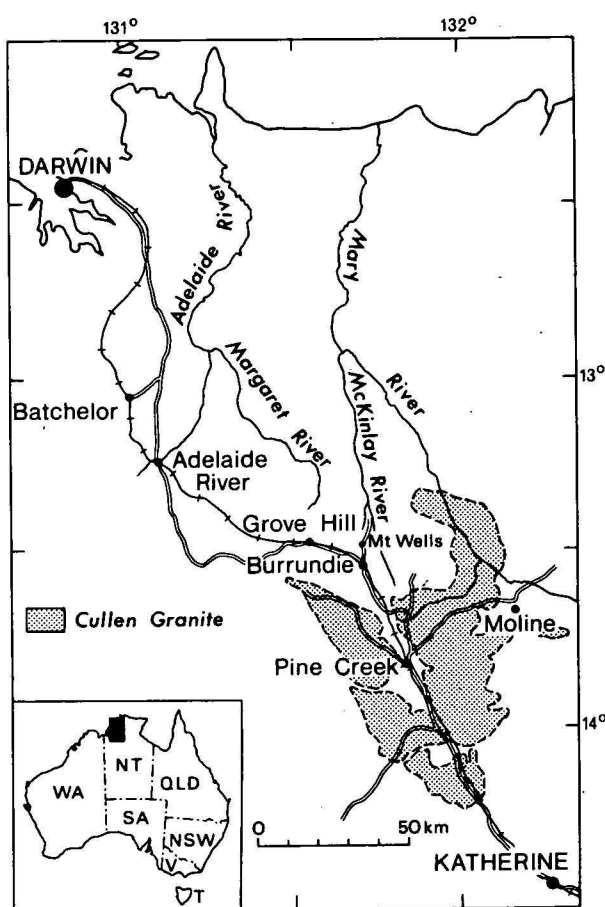 131° 132°
DARWIN
Adelaide River
Mary
River
13°
Margaret River
McKinlay River
Batchelor
Adelaide
River
Grove Hill
Mt Wells
Burrundie
Cullen Granite
Moline
Pine Creek
14°
WA
NT
QLD
SA
NSW
V
T
0 50 km
KATHERINE